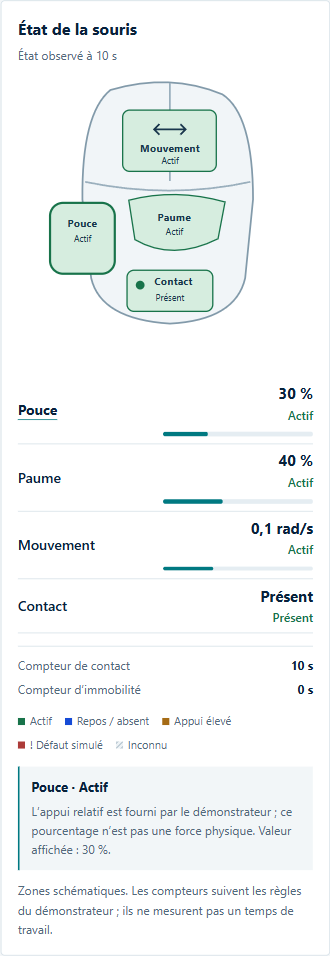 État de la souris
État observé à 10 s
Mouvement
Actif
Pouce
Actif
Paume
Actif
Contact
Présent
30 %
Pouce
Actif
40 %
Paume
Actif
0,1 rad/s
Mouvement
Actif
Présent
Contact
Présent
Compteur de contact 10 s
Compteur d'immobilité 0 s
Actif Repos / absent Appui élevé
! Défaut simulé Inconnu
Pouce · Actif
L'appui relatif est fourni par le démonstrateur ; ce
pourcentage n'est pas une force physique. Valeur
affichée : 30 %.
Zones schématiques. Les compteurs suivent les règles
du démonstrateur ; ils ne mesurent pas un temps de
travail.